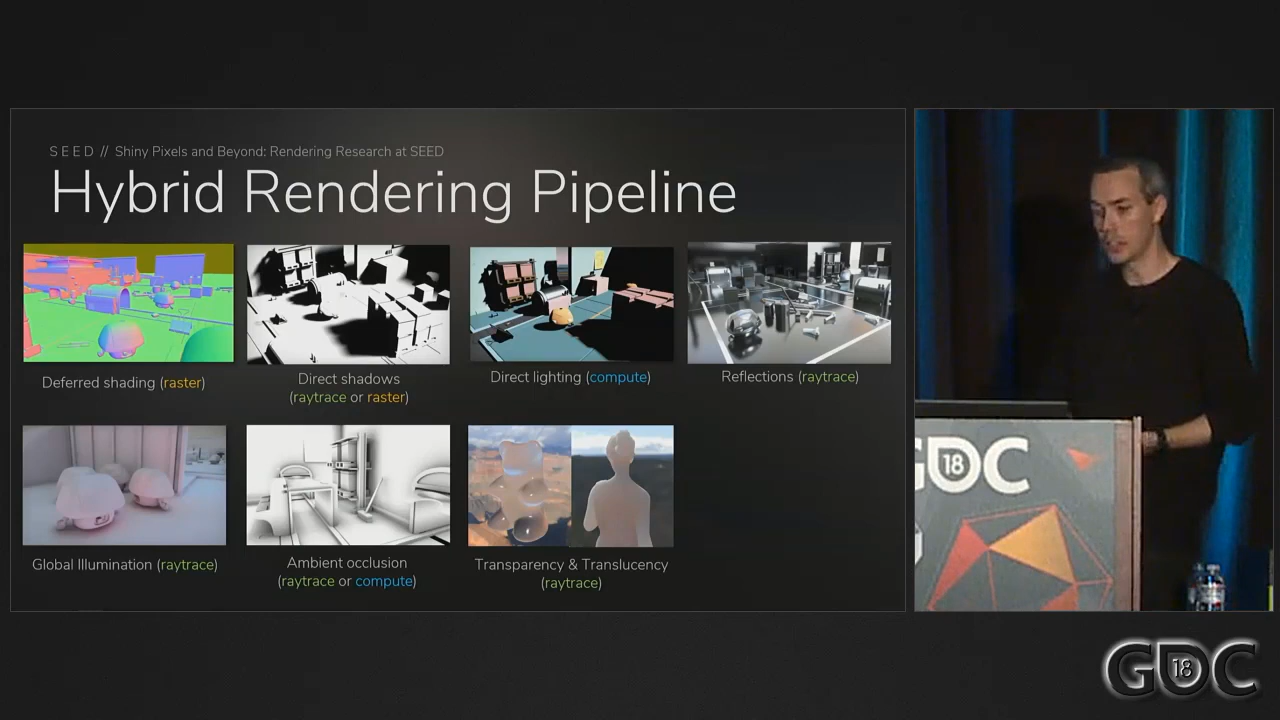 SEED // Shiny Pixels and Beyond: Rendering Research at SEED
Hybrid Rendering Pipeline
Deferred shading (raster)
Direct shadows
(raytrace or raster)
Direct lighting (compute)
Reflections (raytrace)
Global Illumination (raytrace)
Ambient occlusion
(raytrace or compute)
Transparency & Translucency
(raytrace)
GDC
18
GDC
18